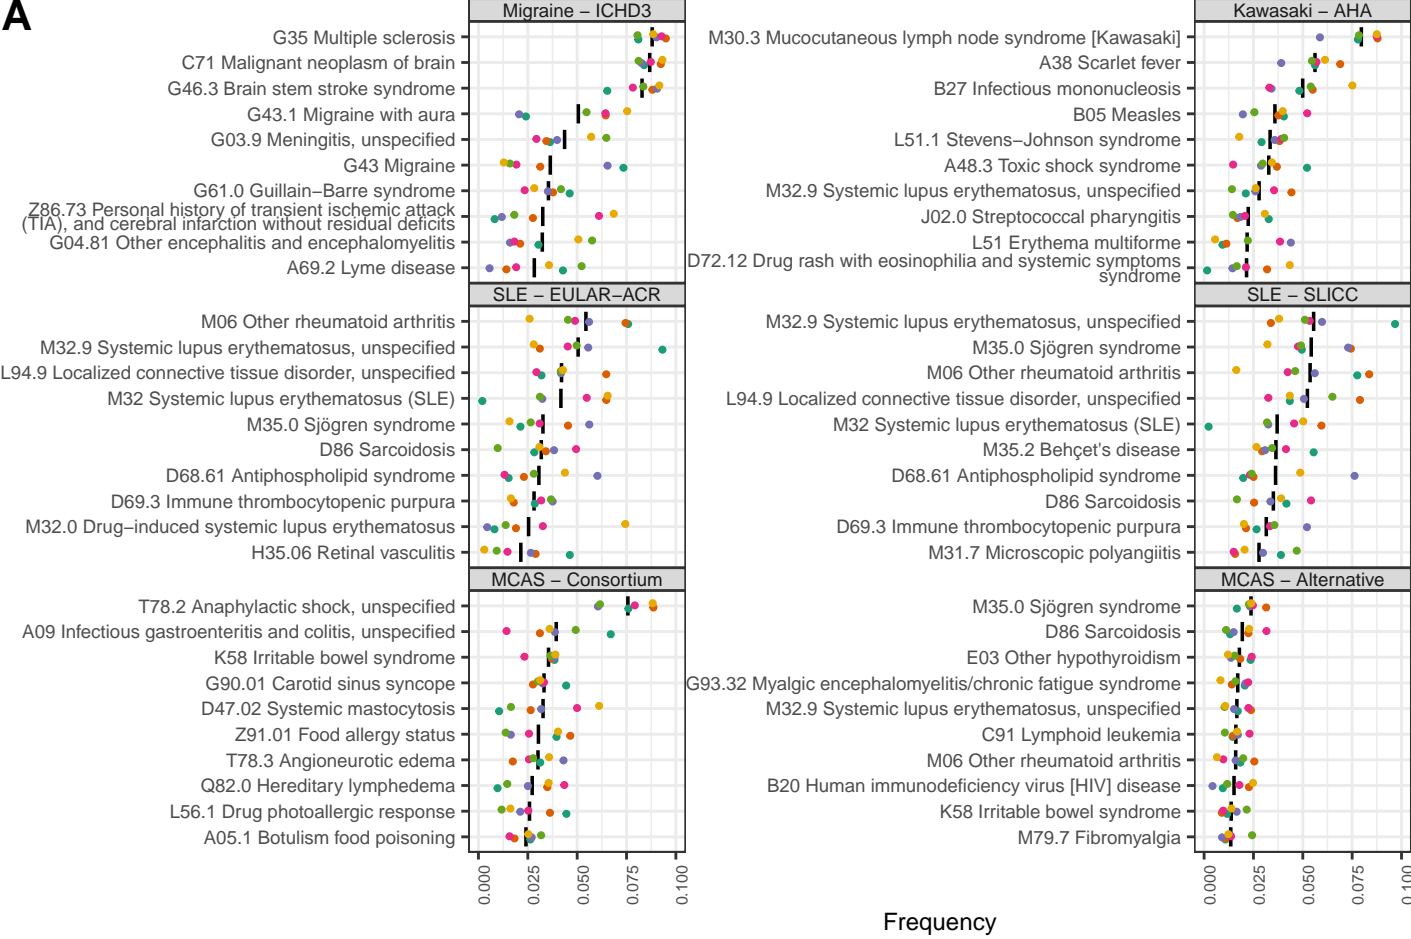 A
Migraine − ICHD3
G35 Multiple sclerosis
C71 Malignant neoplasm of brain
G46.3 Brain stem stroke syndrome
G43.1 Migraine with aura
G03.9 Meningitis, unspecified
G43 Migraine
G61.0 Guillain−Barre syndrome
Z86.73 Personal history of transient ischemic attack
(TIA), and cerebral infarction without residual deficits
G04.81 Other encephalitis and encephalomyelitis
A69.2 Lyme disease
Kawasaki − AHA
M30.3 Mucocutaneous lymph node syndrome [Kawasaki]
A38 Scarlet fever
B27 Infectious mononucleosis
B05 Measles
L51.1 Stevens−Johnson syndrome
A48.3 Toxic shock syndrome
M32.9 Systemic lupus erythematosus, unspecified
J02.0 Streptococcal pharyngitis
L51 Erythema multiforme
D72.12 Drug rash with eosinophilia and systemic symptoms
syndrome
SLE − EULAR−ACR
M06 Other rheumatoid arthritis
M32.9 Systemic lupus erythematosus, unspecified
L94.9 Localized connective tissue disorder, unspecified
M32 Systemic lupus erythematosus (SLE)
M35.0 Sjögren syndrome
D86 Sarcoidosis
D68.61 Antiphospholipid syndrome
D69.3 Immune thrombocytopenic purpura
M32.0 Drug−induced systemic lupus erythematosus
H35.06 Retinal vasculitis
SLE − SLICC
M32.9 Systemic lupus erythematosus, unspecified
M35.0 Sjögren syndrome
M06 Other rheumatoid arthritis
L94.9 Localized connective tissue disorder, unspecified
M32 Systemic lupus erythematosus (SLE)
M35.2 Behçet's disease
D68.61 Antiphospholipid syndrome
D86 Sarcoidosis
D69.3 Immune thrombocytopenic purpura
M31.7 Microscopic polyangiitis
MCAS − Consortium
T78.2 Anaphylactic shock, unspecified
A09 Infectious gastroenteritis and colitis, unspecified
K58 Irritable bowel syndrome
G90.01 Carotid sinus syncope
D47.02 Systemic mastocytosis
Z91.01 Food allergy status
T78.3 Angioneurotic edema
Q82.0 Hereditary lymphedema
L56.1 Drug photoallergic response
A05.1 Botulism food poisoning
0.000
0.025
0.050
0.075
0.100
MCAS − Alternative
M35.0 Sjögren syndrome
D86 Sarcoidosis
E03 Other hypothyroidism
G93.32 Myalgic encephalomyelitis/chronic fatigue syndrome
M32.9 Systemic lupus erythematosus, unspecified
C91 Lymphoid leukemia
M06 Other rheumatoid arthritis
B20 Human immunodeficiency virus [HIV] disease
K58 Irritable bowel syndrome
M79.7 Fibromyalgia
0.000
0.025
0.050
0.075
0.100
Frequency